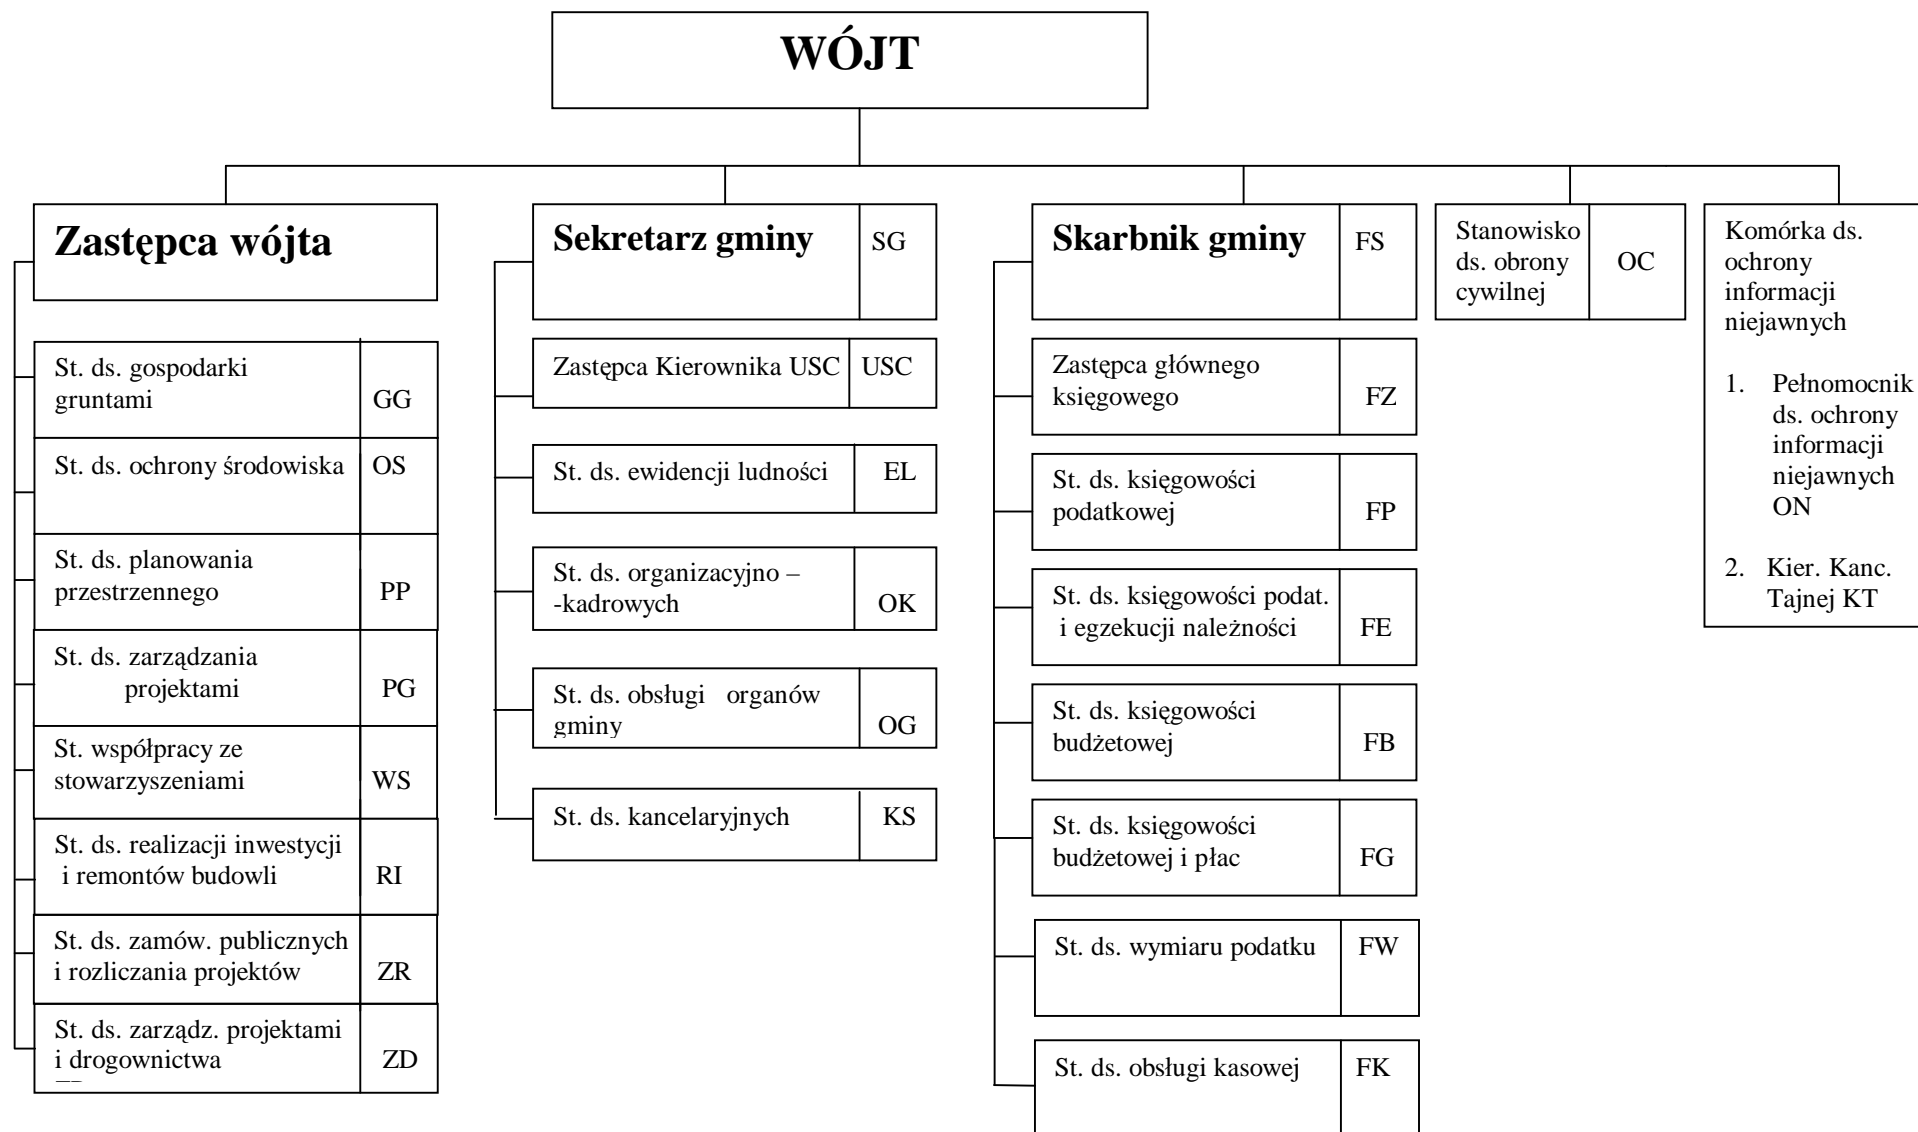 WÓJT
Zastępca wójta
St. ds. gospodarki
gruntami GG
St. ds. ochrony środowiska OS
St. ds. planowania
przestrzennego PP
St. ds. zarządzania
projektami PG
St. współpracy ze
stowarzyszeniami WS
St. ds. realizacji inwestycji
i remontów budowli RI
St. ds. zamów. publicznych
i rozliczania projektów ZR
St. ds. zarządz. projektami
i drogownictwa ZD
Sekretarz gminy SG
Zastępca Kierownika USC USC
St. ds. ewidencji ludności EL
St. ds. organizacyjno –
-kadrowych OK
St. ds. obsługi organów
gminy OG
St. ds. kancelaryjnych KS
Skarbnik gminy FS
Zastępca głównego
księgowego FZ
St. ds. księgowości
podatkowej FP
St. ds. księgowości podat.
i egzekucji należności FE
St. ds. księgowości
budżetowej FB
St. ds. księgowości
budżetowej i płac FG
St. ds. wymiaru podatku FW
St. ds. obsługi kasowej FK
Stanowisko
ds. obrony OC
cywilnej
Komórka ds.
ochrony
informacji
niejawnych
1. Pełnomocnik
ds. ochrony
informacji
niejawnych
ON
2. Kier. Kanc.
Tajnej KT